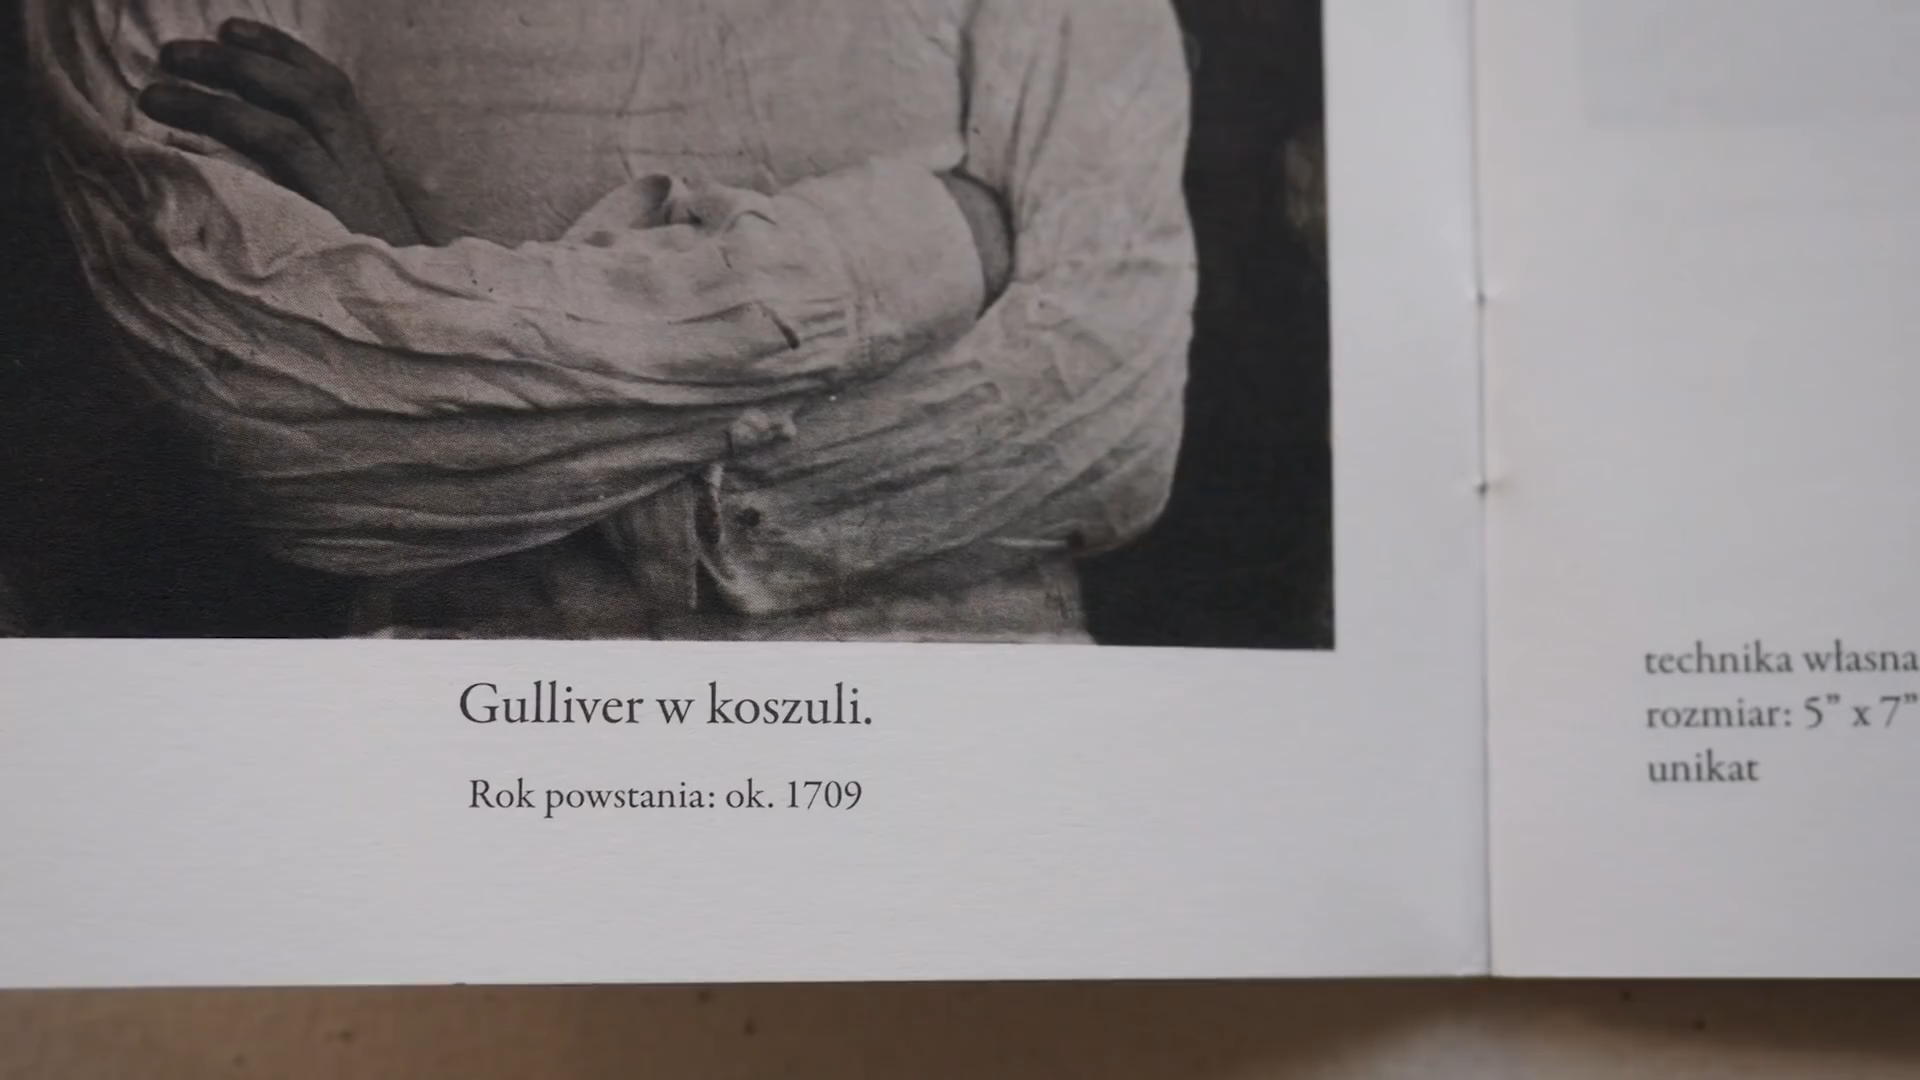 Gulliver w koszuli.
Rok powstania: ok. 1709
technika własna
rozmiar: 5” x 7”
unikat